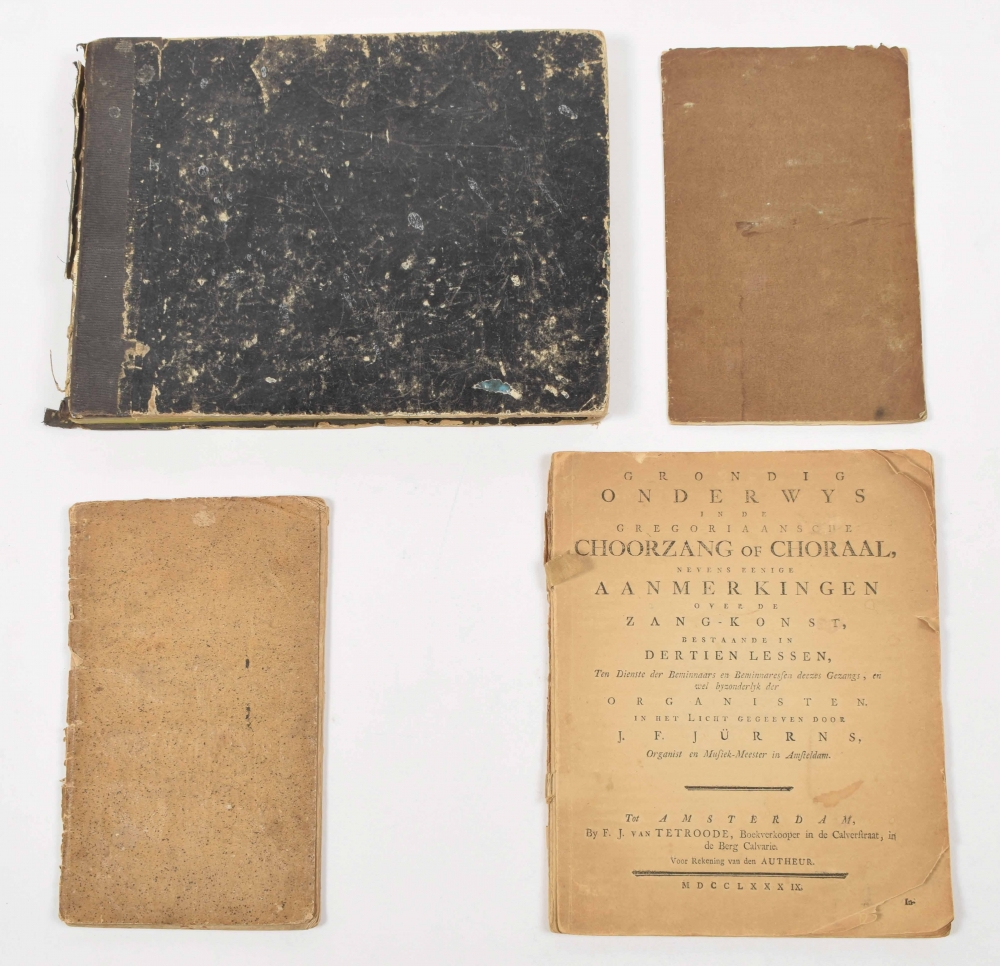 GRONDIG
ONDERWYS
IN DE
GREGORIAANSCHE
CHOORZANG OF CHORAAL,
NEVENS EENIGE
AANMERKINGEN
OVER DE
ZANG-KONST,
BESTAANDE IN
DERTIEN LESSEN,
Ten Dienste der Beminnaars en Beminnaressen deezes Gezangs, en
wel byzonderlyk der
ORGANISTEN.
IN HET LICHT GEGEEVEN DOOR
J. F. JÜRRNS,
Organist en Musiek-Meester in Amsteldam.
Tot AMSTERDAM,
By F. J. VAN TETROODE, Boekverkooper in de Calverstraat, in
de Berg Calvarie.
Voor Rekening van den AUTHEUR.
MDCCLXXXIX.
In-